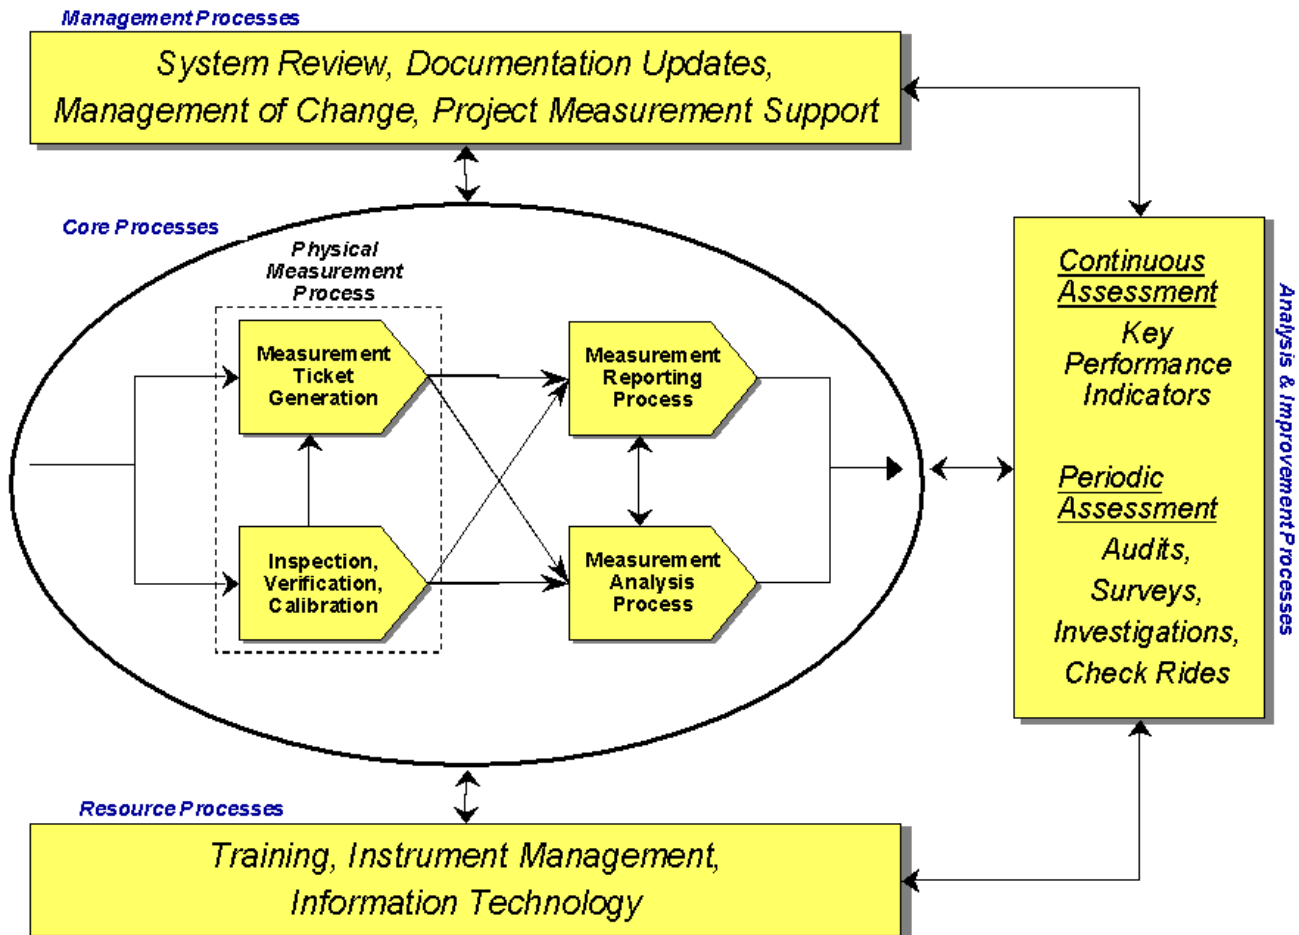 Management Processes
System Review, Documentation Updates,
Management of Change, Project Measurement Support
Core Processes
Physical
Measurement
Process
Measurement
Ticket
Generation
Measurement
Reporting
Process
Inspection,
Verification,
Calibration
Measurement
Analysis
Process
Continuous
Assessment
Key
Performance
Indicators
Periodic
Assessment
Audits,
Surveys,
Investigations,
Check Rides
Analysis & Improvement Processes
Resource Processes
Training, Instrument Management,
Information Technology